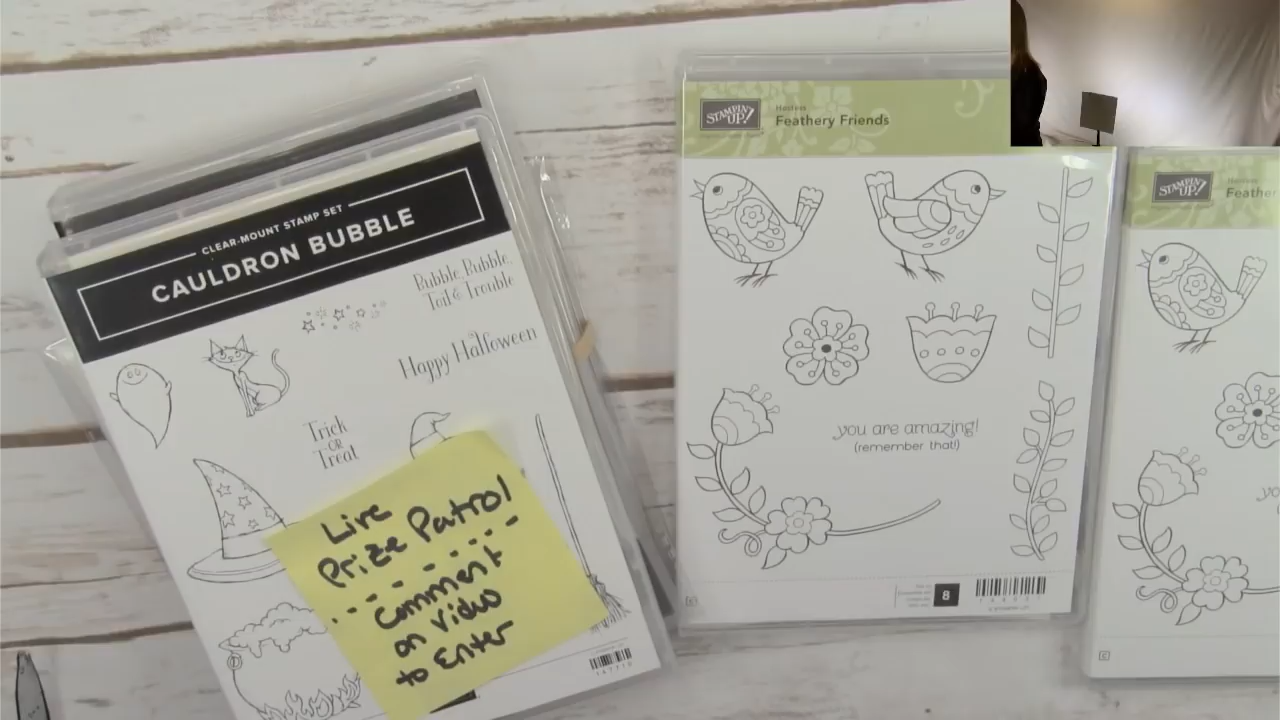 CLEAR-MOUNT STAMP SET
CAULDRON BUBBLE
Bubble, Bubble,
Toil & Trouble
Happy Halloween
Trick
OR
Treat
Live
Prize Patrol
Comment
on Video
to Enter
STAMPIN' UP!
Hostess
Feathery Friends
you are amazing!
(remember that!)
8
STAMPIN' UP!
Hostess
Feather
yo